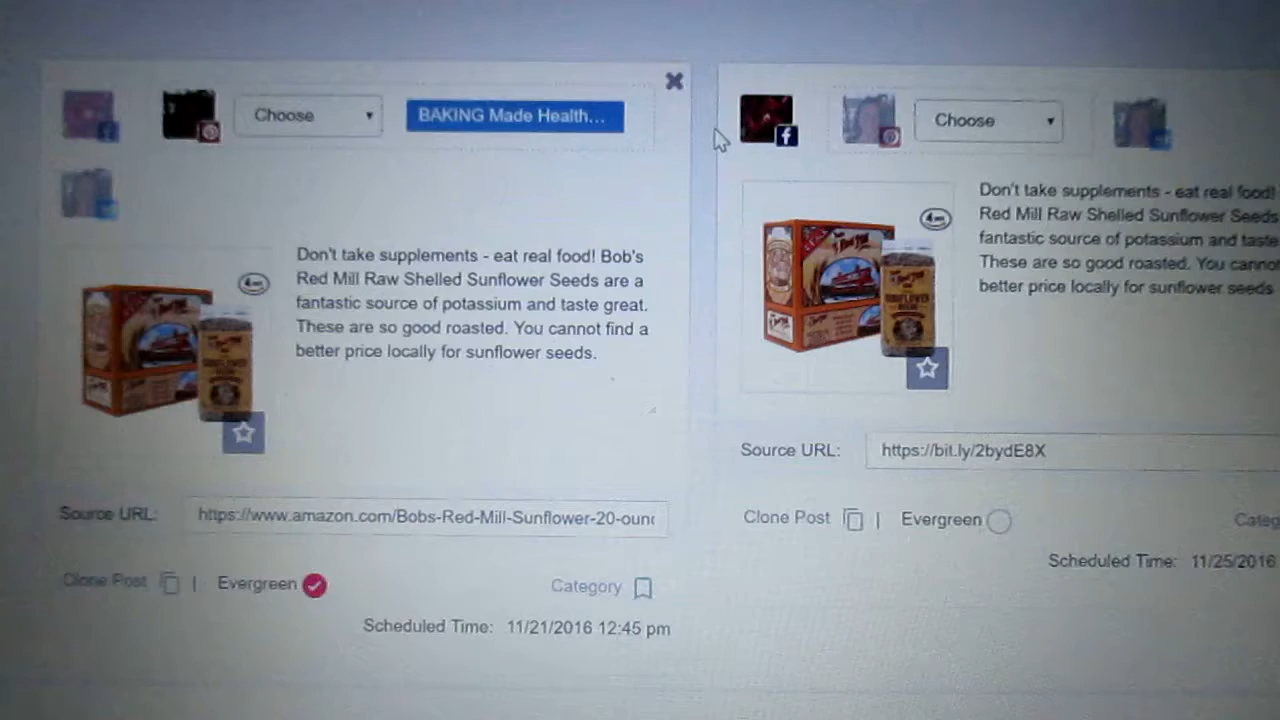 Choose
BAKING Made Health...
Don't take supplements - eat real food! Bob's
Red Mill Raw Shelled Sunflower Seeds are a
fantastic source of potassium and taste great.
These are so good roasted. You cannot find a
better price locally for sunflower seeds.
Source URL:
https://www.amazon.com/Bobs-Red-Mill-Sunflower-20-ounc
Clone Post | Evergreen
Category
Scheduled Time: 11/21/2016 12:45 pm
Choose
Don't take supplements - eat real food!
Red Mill Raw Shelled Sunflower Seeds
fantastic source of potassium and taste
These are so good roasted. You cannot
better price locally for sunflower seeds
Source URL:
https://bit.ly/2bydE8X
Clone Post | Evergreen
Categ
Scheduled Time: 11/25/2016